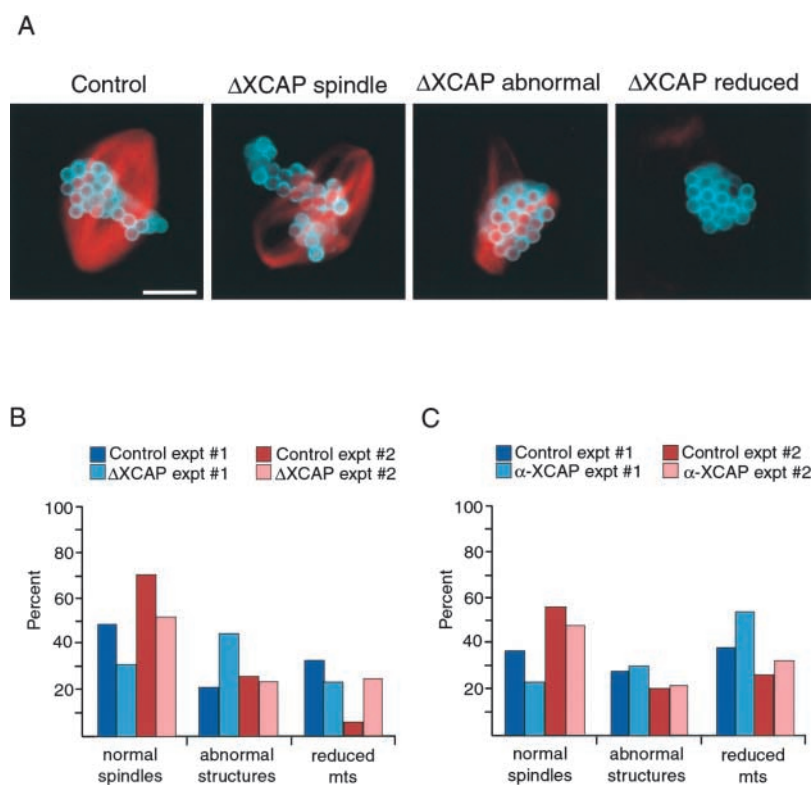 A
Control
ΔXCAP spindle
ΔXCAP abnormal
ΔXCAP reduced
B
Control expt #1
Control expt #2
ΔXCAP expt #1
ΔXCAP expt #2
100
80
60
40
20
Percent
normal spindles
abnormal structures
reduced mts
C
Control expt #1
Control expt #2
α-XCAP expt #1
α-XCAP expt #2
100
80
60
40
20
Percent
normal spindles
abnormal structures
reduced mts